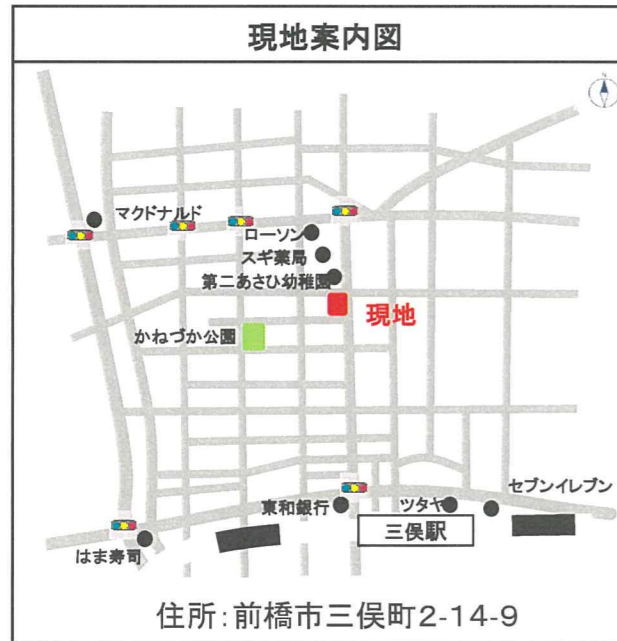 現地案内図
N
マクドナルド
ローソン
スギ薬局
第二あさひ幼稚園
現地
かねづか公園
セブンイレブン
東和銀行
ツタヤ
三俣駅
はま寿司
住所:前橋市三俣町2-14-9